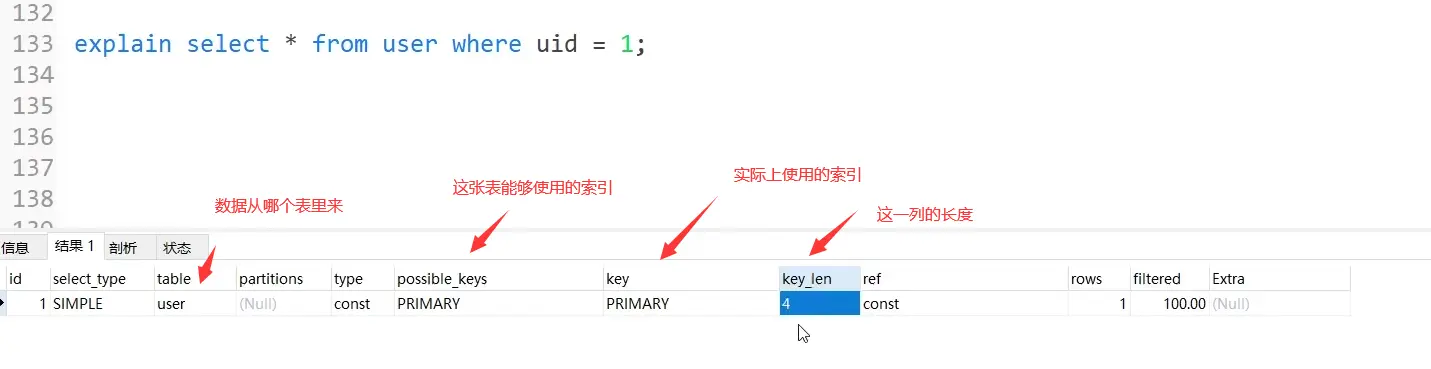 132
133 explain select * from user where uid = 1;
134
135
136
137
138
139
实际上使用的索引
这张表能够使用的索引
数据从哪个表里来
这一列的长度
信息 结果 1 剖析 状态
id select_type table partitions type possible_keys key key_len ref rows filtered Extra
1 SIMPLE user (Null) const PRIMARY PRIMARY 4 const 1 100.00 (Null)